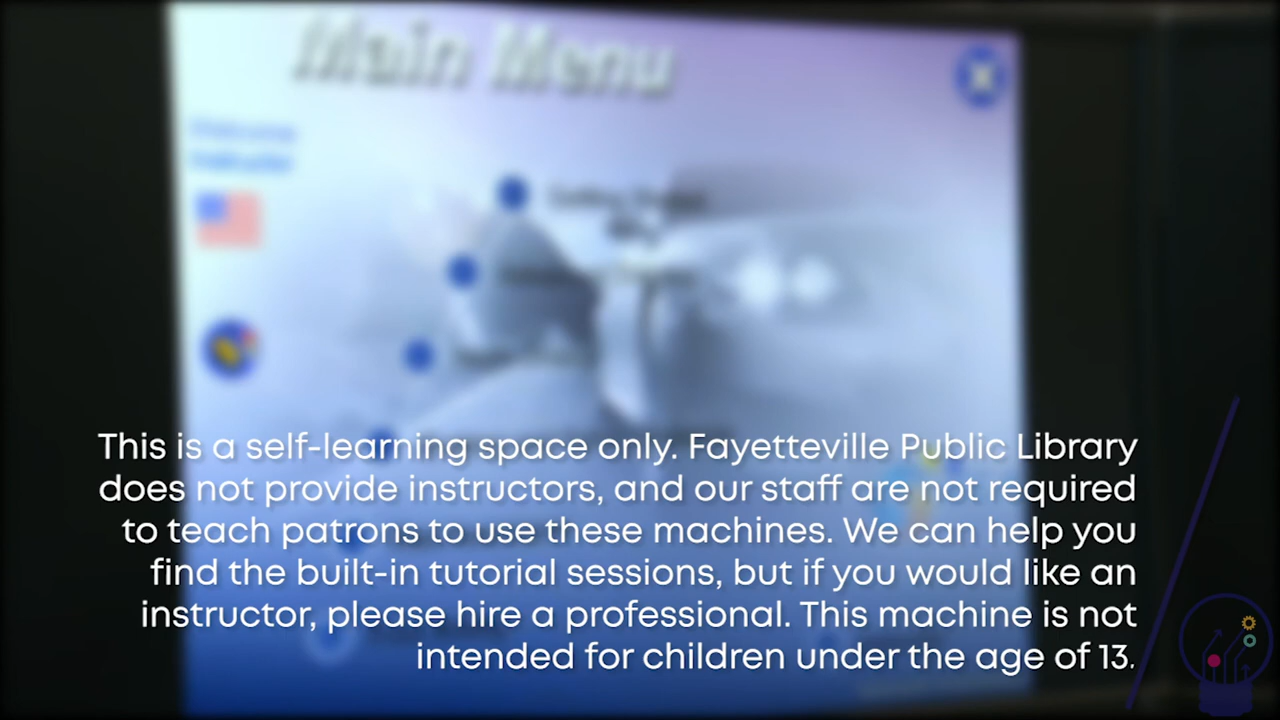 Main Menu
This is a self-learning space only. Fayetteville Public Library
does not provide instructors, and our staff are not required
to teach patrons to use these machines. We can help you
find the built-in tutorial sessions, but if you would like an
instructor, please hire a professional. This machine is not
intended for children under the age of 13.